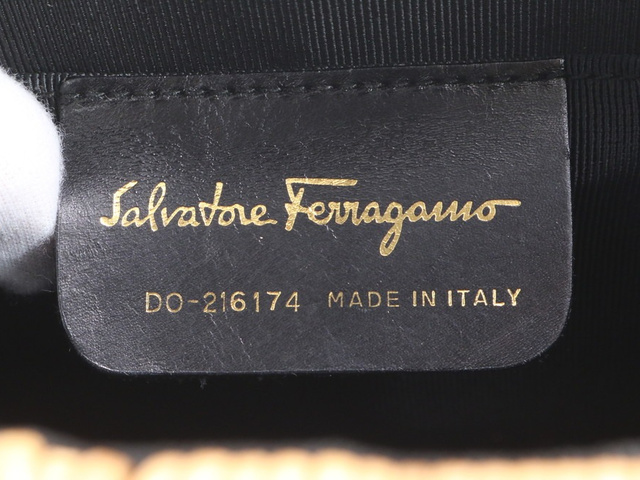 Salvatore Ferragamo
DO-216174 MADE IN ITALY